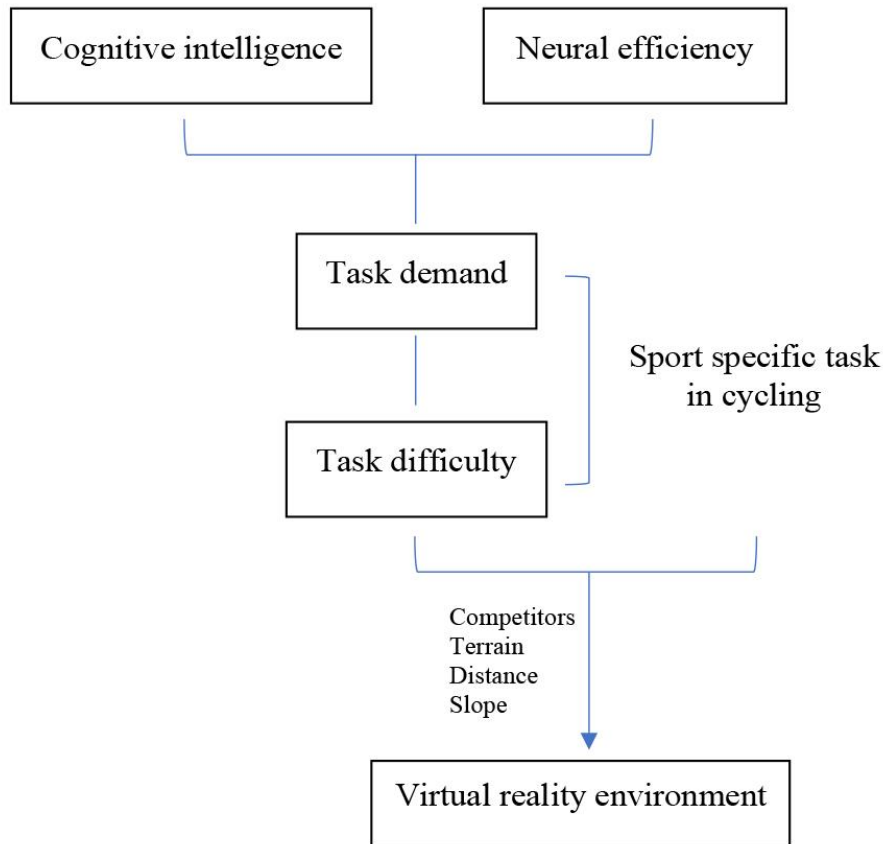 Cognitive intelligence
Neural efficiency
Task demand
Sport specific task
in cycling
Task difficulty
Competitors
Terrain
Distance
Slope
Virtual reality environment